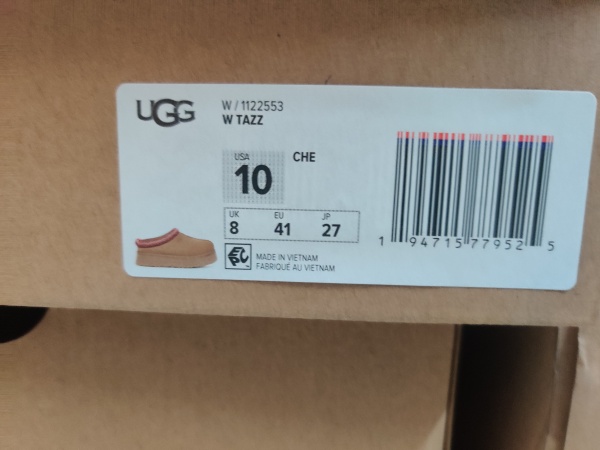 UGG
W / 1122553
W TAZZ
USA
10
CHE
UK EU JP
8 41 27
MADE IN VIETNAM
FABRIQUÉ AU VIETNAM
1 94715 77952 5